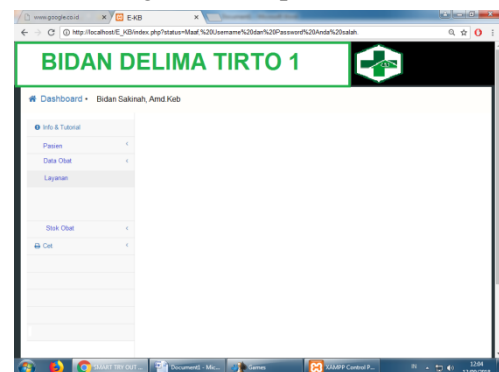 www.google.co.id
E-KB
http://localhost/E_KB/index.php?status=Maaf.%20Username%20dan%20Password%20Anda%20salah.
BIDAN DELIMA TIRTO 1
Dashboard • Bidan Sakinah, Amd.Keb
Info & Tutorial
Pasien
Data Obat
Layanan
Stok Obat
Cet
SMART TRY OUT ...
Document1 - Mic...
Games
XAMPP Control P...
IN
12:04